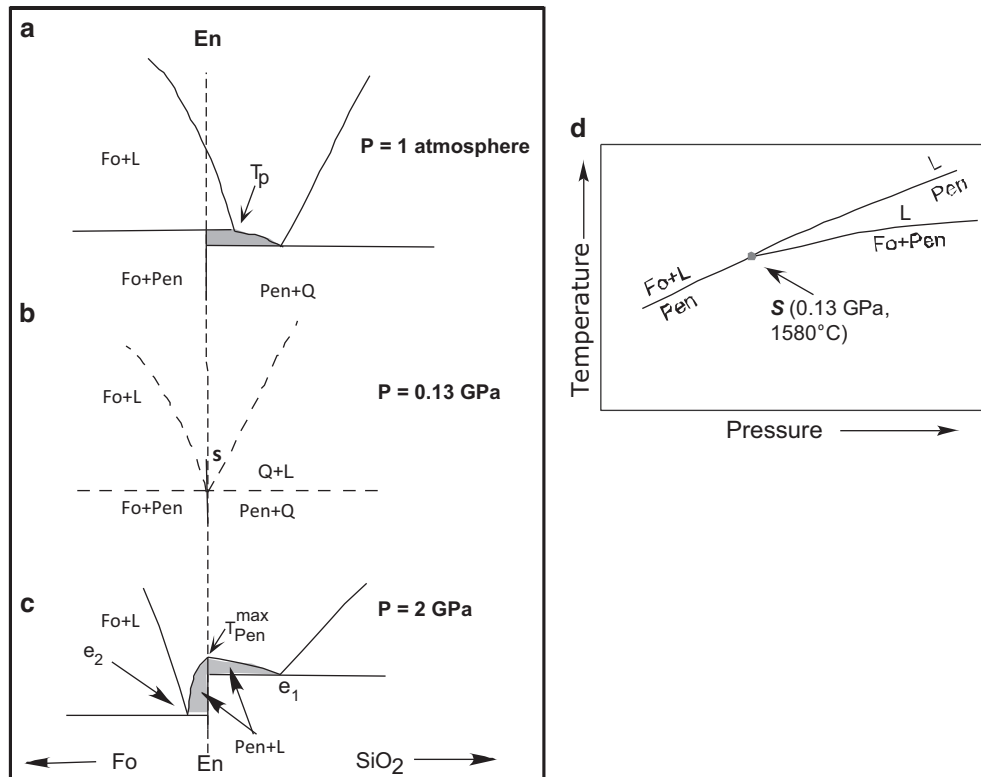 a
En
P = 1 atmosphere
Fo+L
Tp
Fo+Pen
Pen+Q
b
P = 0.13 GPa
Fo+L
s
Q+L
Fo+Pen
Pen+Q
c
P = 2 GPa
Fo+L
T max Pen
e2
e1
Pen+L
Fo
En
SiO2
d
Temperature
L
Pen
L
Fo+Pen
Fo+L
Pen
S (0.13 GPa,
1580°C)
Pressure